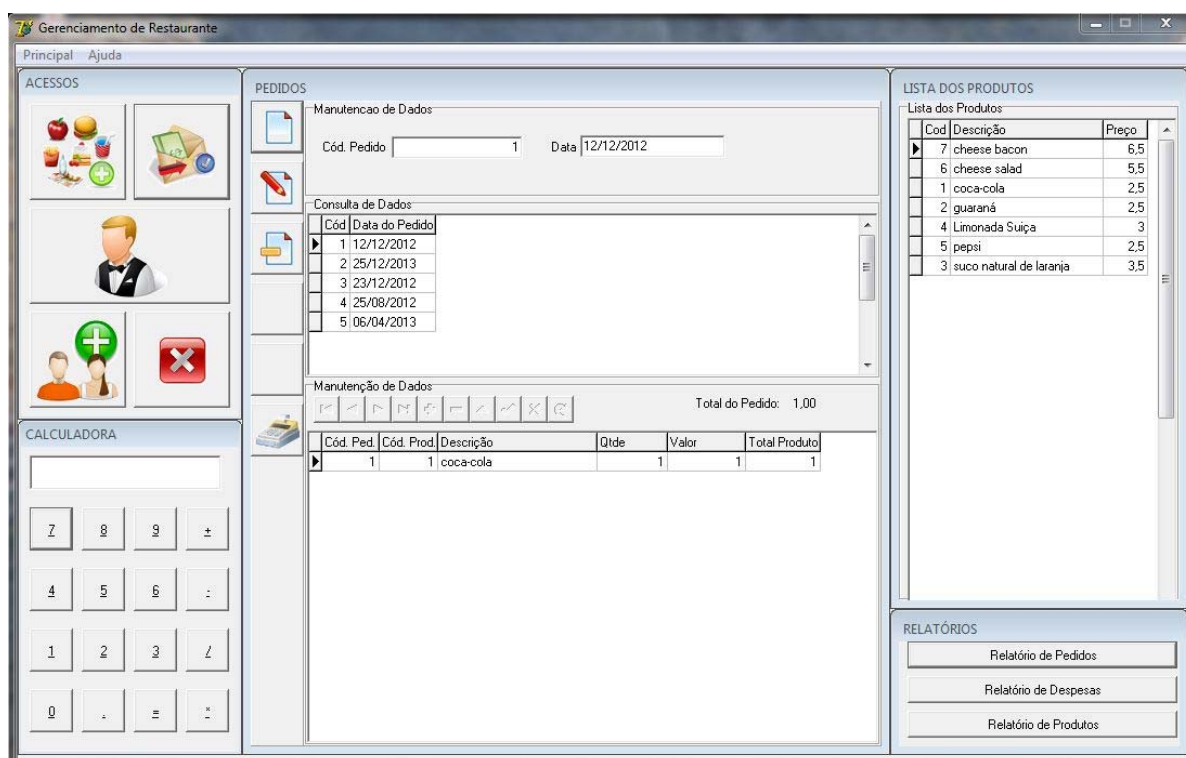 Gerenciamento de Restaurante
Principal Ajuda
ACESSOS
CALCULADORA
7 8 9 +
4 5 6 -
1 2 3 /
0 . = *
PEDIDOS
Manutencao de Dados
Cód. Pedido 1 Data 12/12/2012
Consulta de Dados
Cód Data do Pedido
1 12/12/2012
2 25/12/2013
3 23/12/2012
4 25/08/2012
5 06/04/2013
Manutenção de Dados
Total do Pedido: 1,00
Cód. Ped. Cód. Prod. Descrição Qtde Valor Total Produto
1 1 coca-cola 1 1 1
LISTA DOS PRODUTOS
Lista dos Produtos
Cod Descrição Preço
7 cheese bacon 6,5
6 cheese salad 5,5
1 coca-cola 2,5
2 guaraná 2,5
4 Limonada Suiça 3
5 pepsi 2,5
3 suco natural de laranja 3,5
RELATÓRIOS
Relatório de Pedidos
Relatório de Despesas
Relatório de Produtos